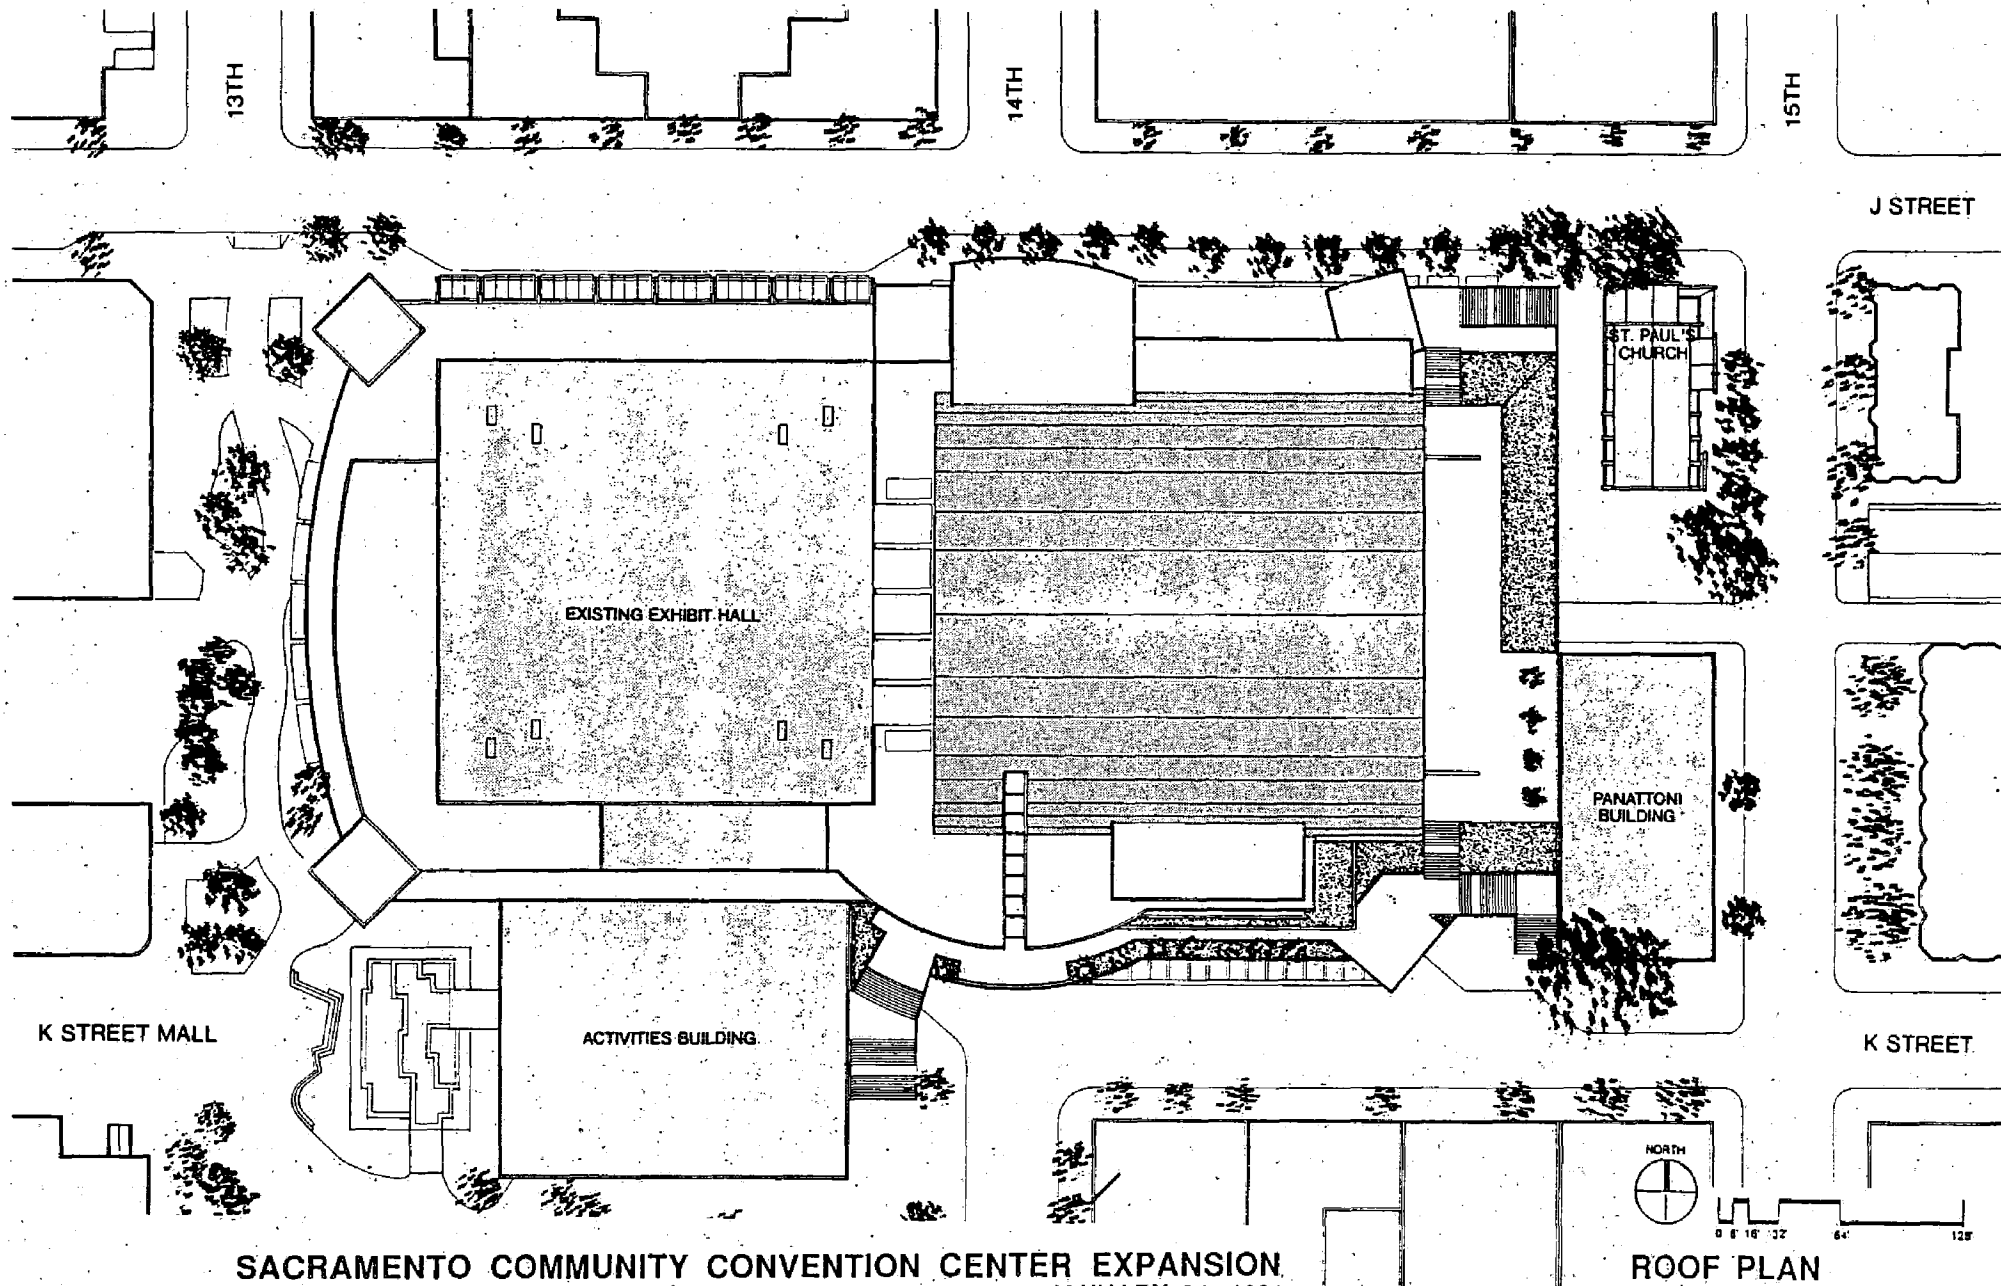 13TH
14TH
15TH
J STREET
ST. PAUL'S
CHURCH
EXISTING EXHIBIT HALL
PANATTONI
BUILDING
ACTIVITIES BUILDING
K STREET MALL
K STREET
NORTH
0 8' 16' 32' 64' 128'
SACRAMENTO COMMUNITY CONVENTION CENTER EXPANSION
ROOF PLAN